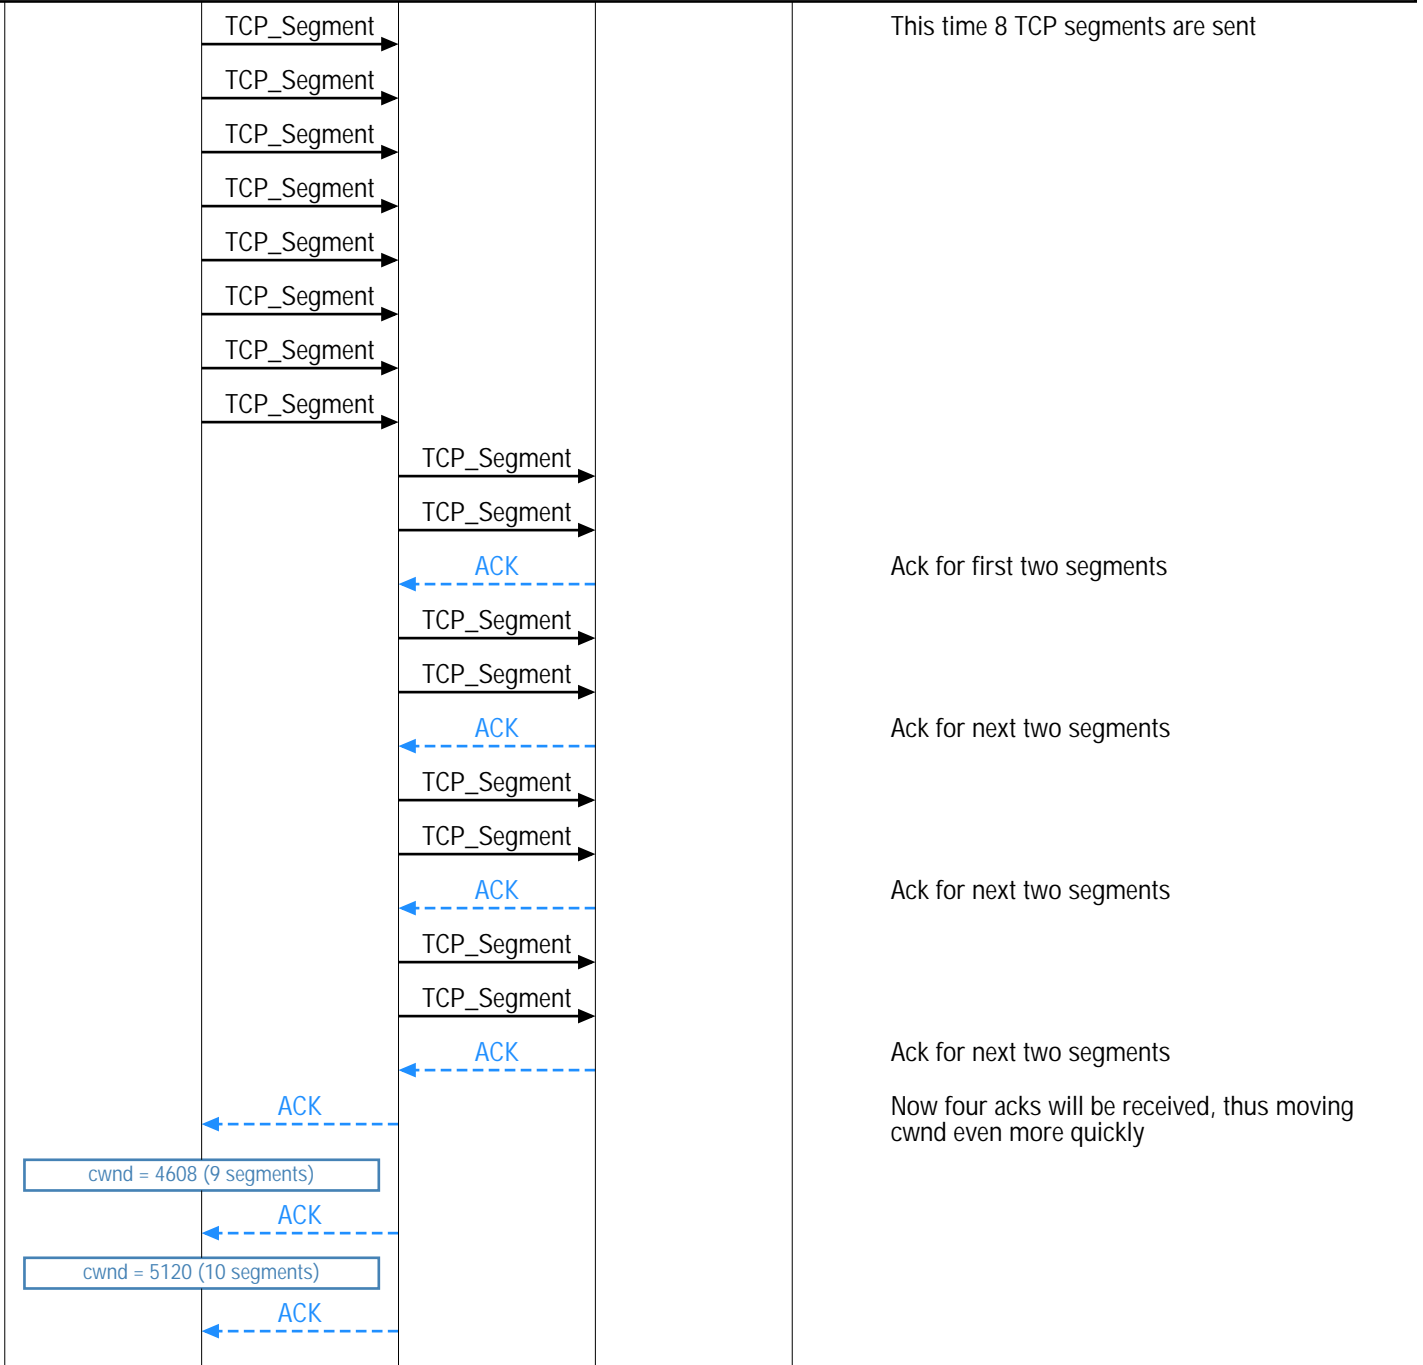 TCP_Segment
This time 8 TCP segments are sent
TCP_Segment
TCP_Segment
TCP_Segment
TCP_Segment
TCP_Segment
TCP_Segment
TCP_Segment
TCP_Segment
TCP_Segment
ACK
Ack for first two segments
TCP_Segment
TCP_Segment
ACK
Ack for next two segments
TCP_Segment
TCP_Segment
ACK
Ack for next two segments
TCP_Segment
TCP_Segment
ACK
Ack for next two segments
ACK
Now four acks will be received, thus moving
cwnd even more quickly
cwnd = 4608 (9 segments)
ACK
cwnd = 5120 (10 segments)
ACK